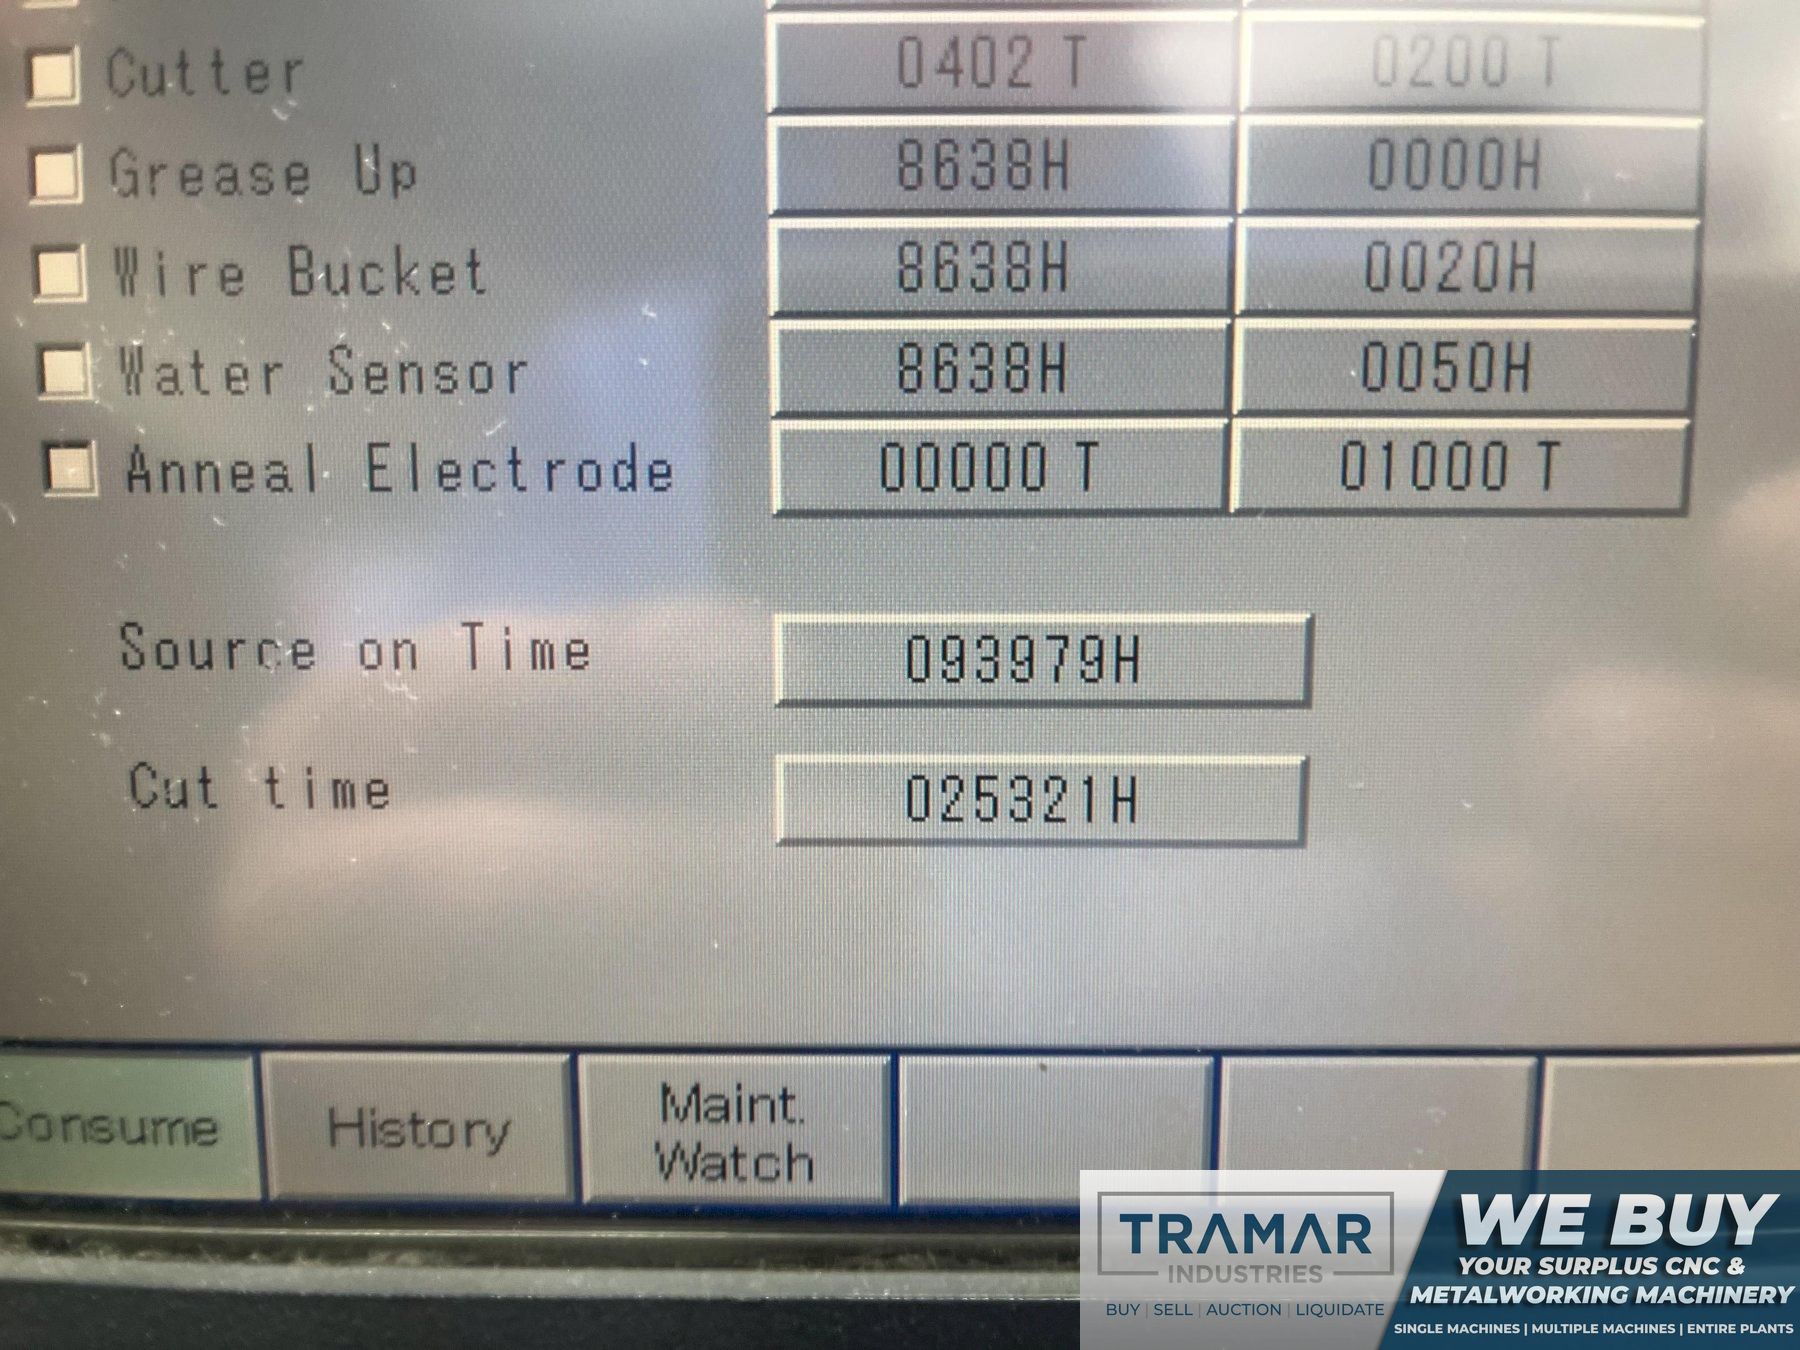 Cutter 0402 T 0200 T
Grease Up 8638H 0000H
Wire Bucket 8638H 0020H
Water Sensor 8638H 0050H
Anneal Electrode 00000 T 01000 T
Source on Time 093979H
Cut time 025321H
Consume History Maint. Watch
TRAMAR
INDUSTRIES
BUY | SELL | AUCTION | LIQUIDATE
WE BUY
YOUR SURPLUS CNC &
METALWORKING MACHINERY
SINGLE MACHINES | MULTIPLE MACHINES | ENTIRE PLANTS